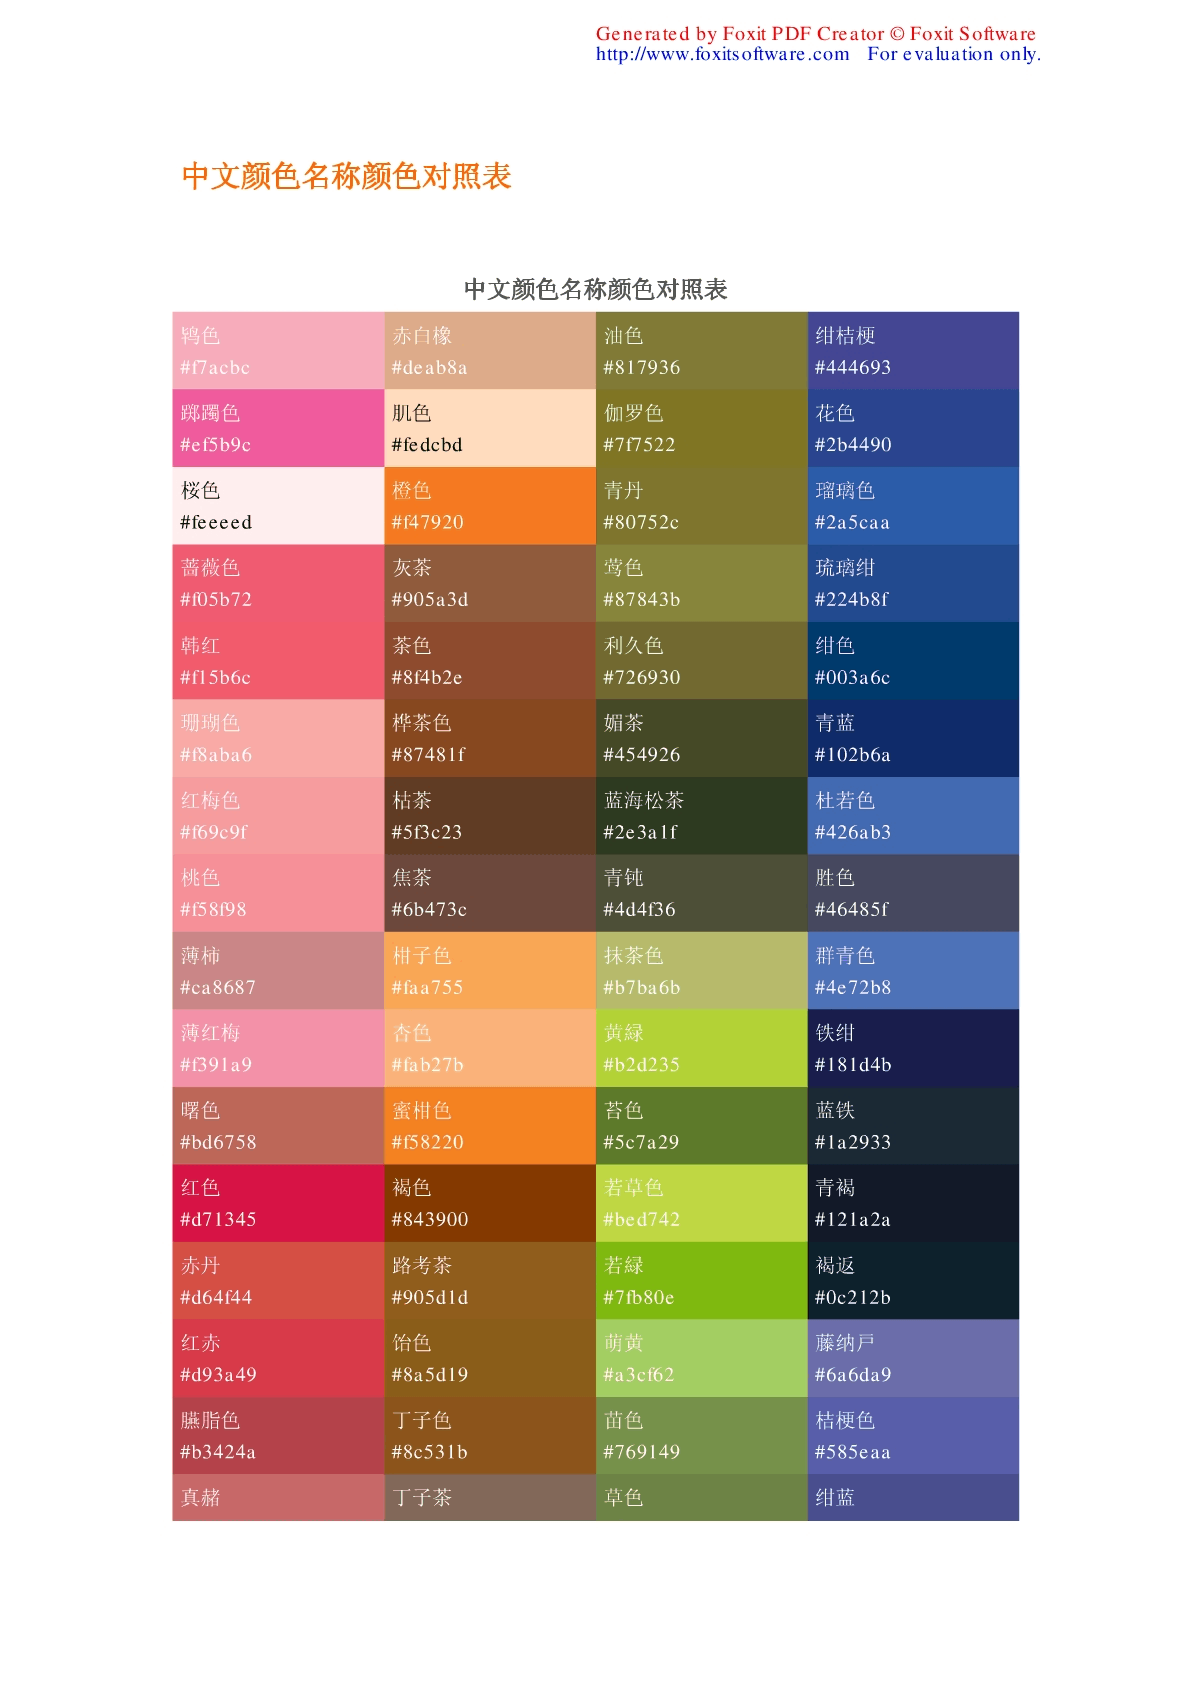 Generated by Foxit PDF Creator © Foxit Software
http://www.foxitsoftware.com For evaluation only.
中文颜色名称颜色对照表
中文颜色名称颜色对照表
鸨色 赤白橡 油色 绀桔梗
#f7acbc #deab8a #817936 #444693
踯躅色 肌色 伽罗色 花色
#ef5b9c #fedcbd #7f7522 #2b4490
桜色 橙色 青丹 瑠璃色
#feeeed #f47920 #80752c #2a5caa
蔷薇色 灰茶 莺色 琉璃绀
#f05b72 #905a3d #87843b #224b8f
韩红 茶色 利久色 绀色
#f15b6c #8f4b2e #726930 #003a6c
珊瑚色 桦茶色 媚茶 青蓝
#f8aba6 #87481f #454926 #102b6a
红梅色 枯茶 蓝海松茶 杜若色
#f69c9f #5f3c23 #2e3a1f #426ab3
桃色 焦茶 青钝 胜色
#f58f98 #6b473c #4d4f36 #46485f
薄柿 柑子色 抹茶色 群青色
#ca8687 #faa755 #b7ba6b #4e72b8
薄红梅 杏色 黄緑 铁绀
#f391a9 #fab27b #b2d235 #181d4b
曙色 蜜柑色 苔色 蓝铁
#bd6758 #f58220 #5c7a29 #1a2933
红色 褐色 若草色 青褐
#d71345 #843900 #bed742 #121a2a
赤丹 路考茶 若緑 褐返
#d64f44 #905d1d #7fb80e #0c212b
红赤 饴色 萌黄 藤纳戸
#d93a49 #8a5d19 #a3cf62 #6a6da9
臙脂色 丁子色 苗色 桔梗色
#b3424a #8c531b #769149 #585eaa
真赭 丁子茶 草色 绀蓝